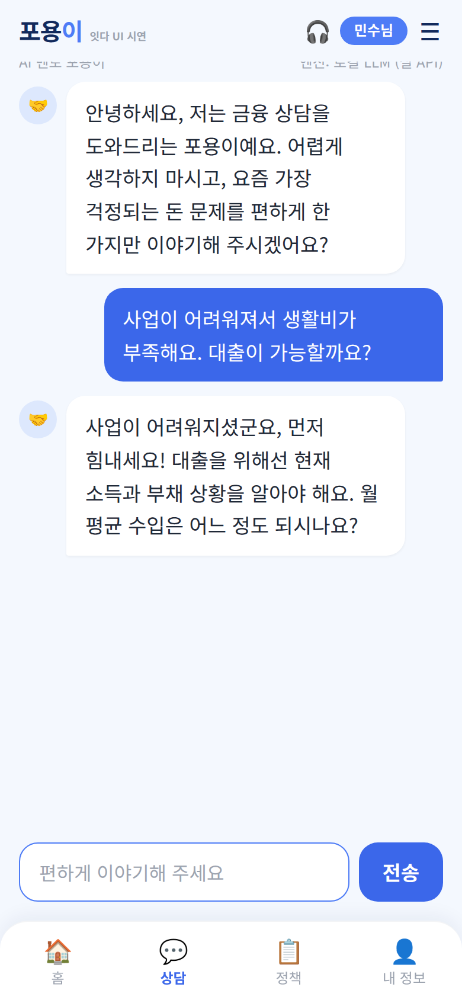 포용이 잇다 UI 시연 민수님
AI 멘토 포용이 엔진: 로컬 LLM (실 API)
안녕하세요, 저는 금융 상담을
도와드리는 포용이예요. 어렵게
생각하지 마시고, 요즘 가장
걱정되는 돈 문제를 편하게 한
가지만 이야기해 주시겠어요?
사업이 어려워져서 생활비가
부족해요. 대출이 가능할까요?
사업이 어려워지셨군요, 먼저
힘내세요! 대출을 위해선 현재
소득과 부채 상황을 알아야 해요. 월
평균 수입은 어느 정도 되시나요?
편하게 이야기해 주세요 전송
홈 상담 정책 내 정보